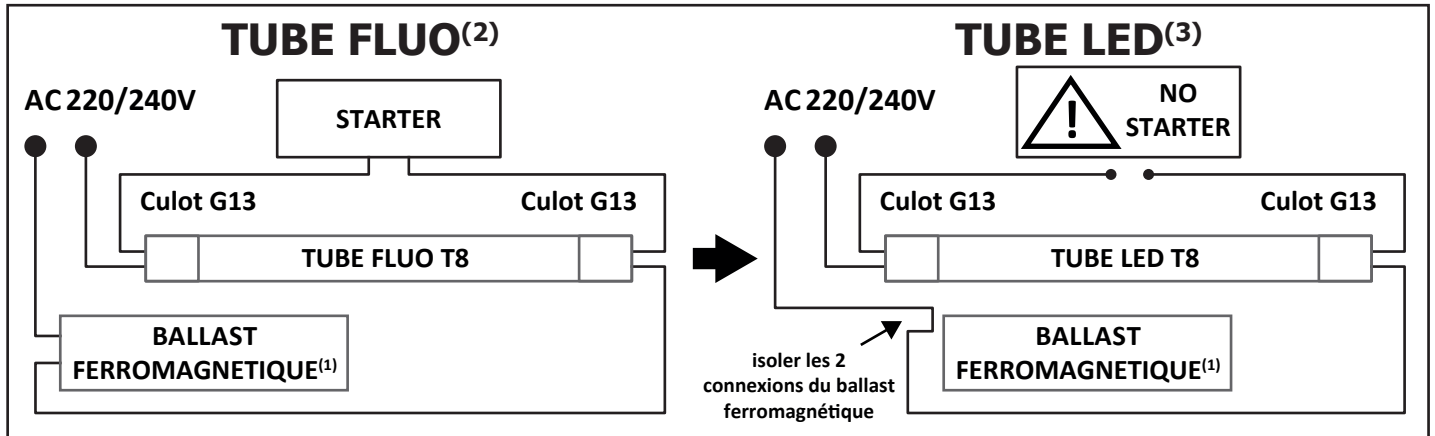 TUBE FLUO(2)
AC 220/240V
STARTER
Culot G13
Culot G13
TUBE FLUO T8
BALLAST
FERROMAGNETIQUE(1)
TUBE LED(3)
AC 220/240V
!
NO
STARTER
Culot G13
Culot G13
TUBE LED T8
isoler les 2
connexions du ballast
ferromagnétique
BALLAST
FERROMAGNETIQUE(1)